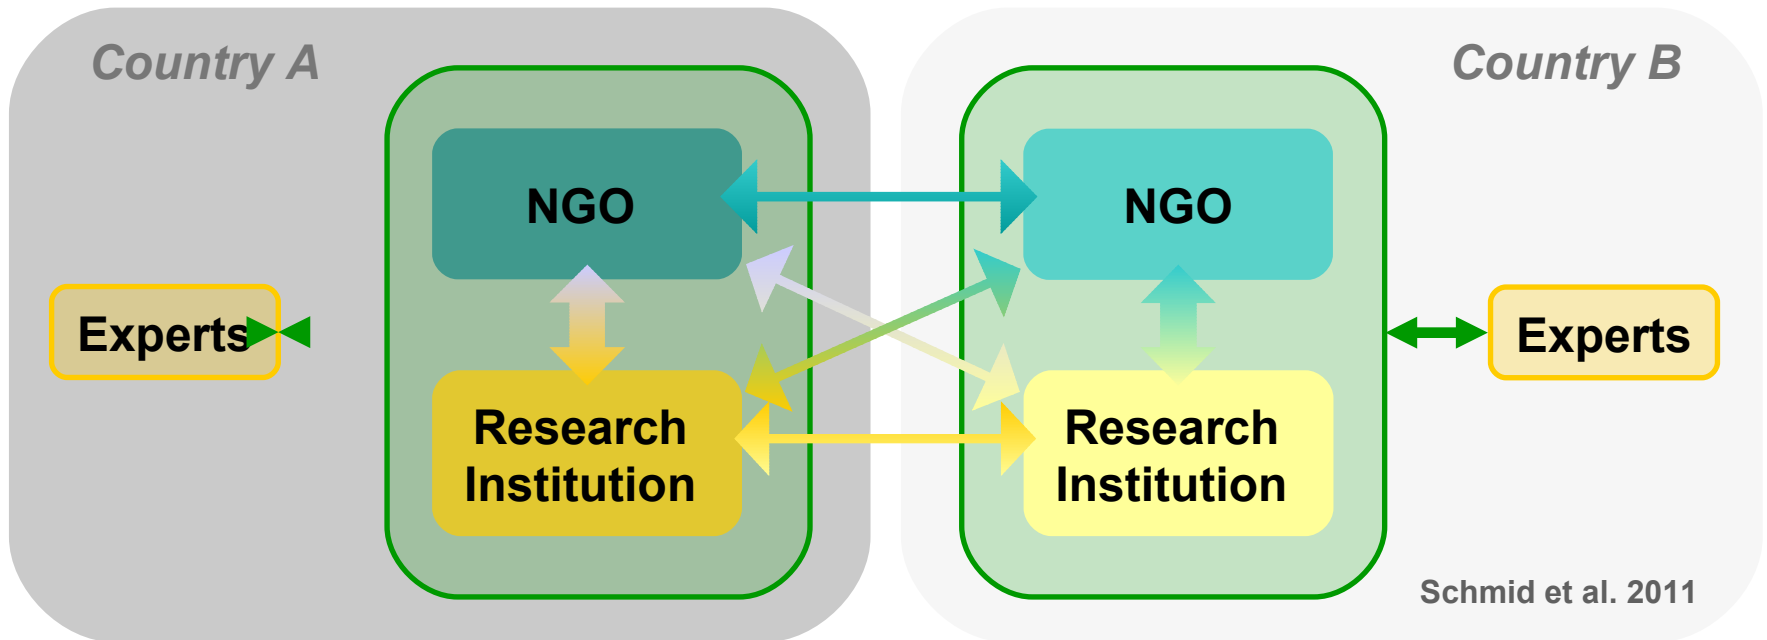 Country A
Country B
NGO
NGO
Experts
Experts
Research
Institution
Research
Institution
Schmid et al. 2011